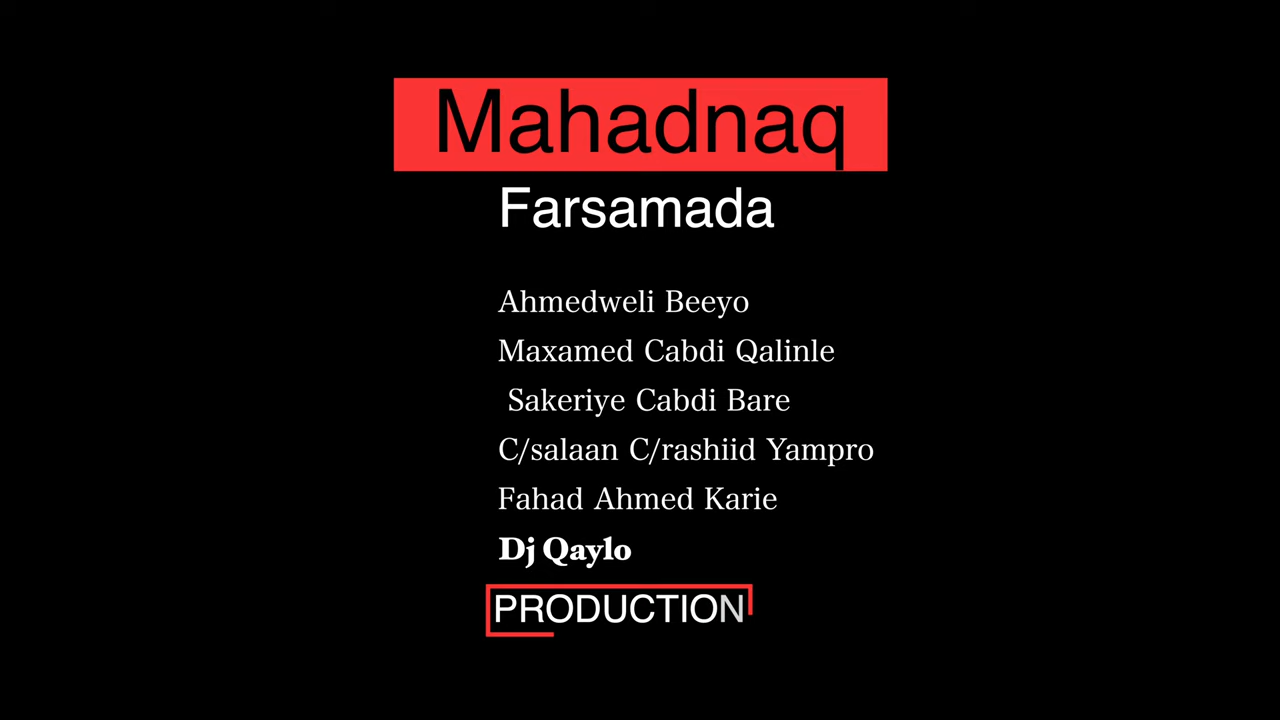 Mahadnaq
Farsamada
Ahmedweli Beeyo
Maxamed Cabdi Qalinle
Sakeriye Cabdi Bare
C/salaan C/rashiid Yampro
Fahad Ahmed Karie
Dj Qaylo
PRODUCTION